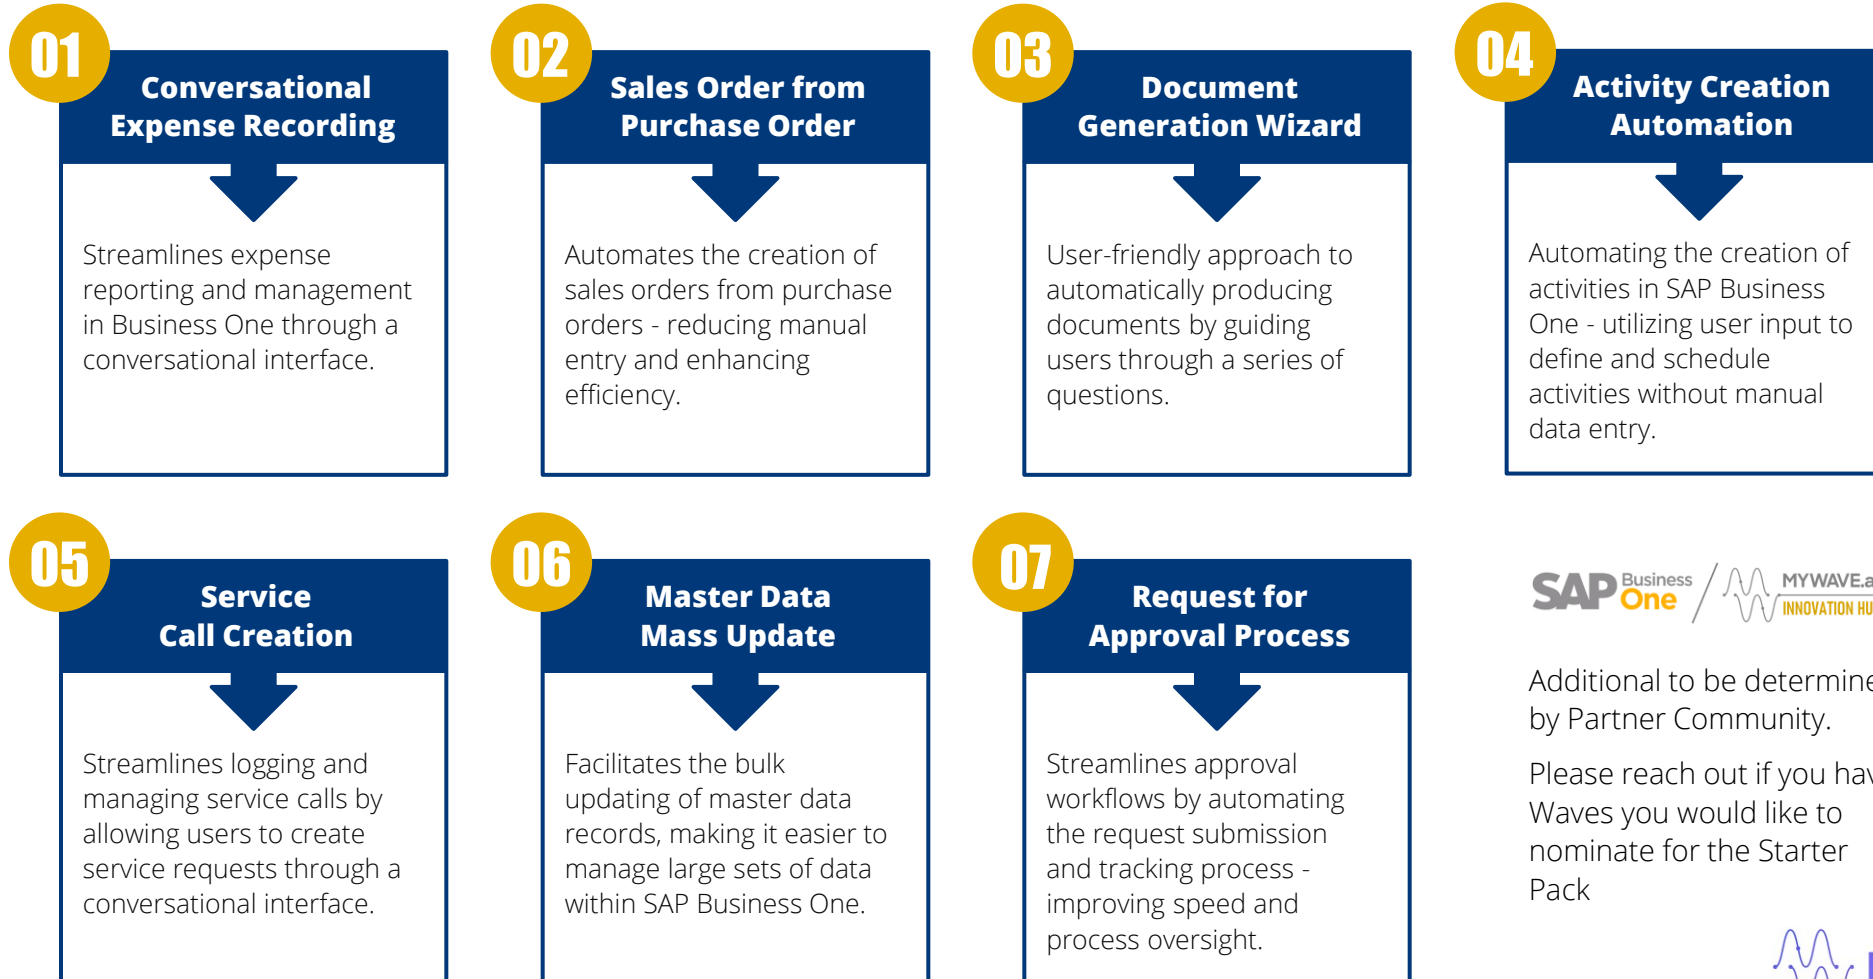 01
Conversational
Expense Recording
Streamlines expense
reporting and management
in Business One through a
conversational interface.
02
Sales Order from
Purchase Order
Automates the creation of
sales orders from purchase
orders - reducing manual
entry and enhancing
efficiency.
03
Document
Generation Wizard
User-friendly approach to
automatically producing
documents by guiding
users through a series of
questions.
04
Activity Creation
Automation
Automating the creation of
activities in SAP Business
One - utilizing user input to
define and schedule
activities without manual
data entry.
05
Service
Call Creation
Streamlines logging and
managing service calls by
allowing users to create
service requests through a
conversational interface.
06
Master Data
Mass Update
Facilitates the bulk
updating of master data
records, making it easier to
manage large sets of data
within SAP Business One.
07
Request for
Approval Process
Streamlines approval
workflows by automating
the request submission
and tracking process -
improving speed and
process oversight.
SAP Business One
MYWAVE.a
INNOVATION HU
Additional to be determine
by Partner Community.
Please reach out if you hav
Waves you would like to
nominate for the Starter
Pack